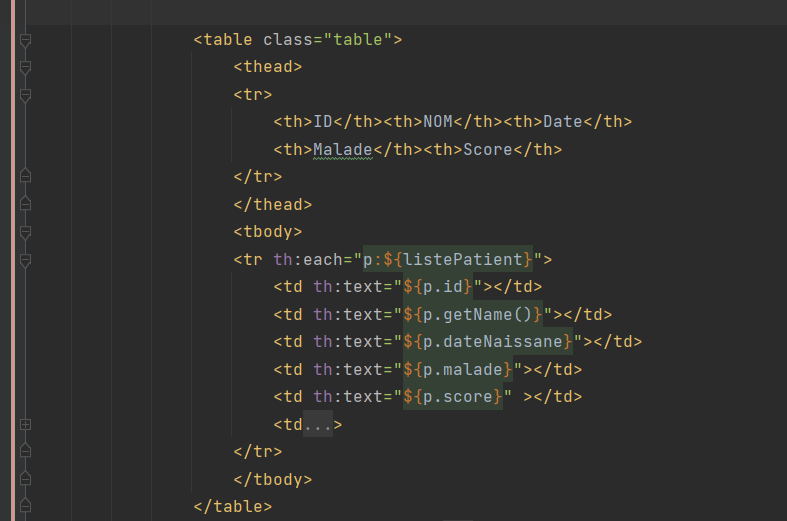 <table class="table">
<thead>
<tr>
<th>ID</th><th>NOM</th><th>Date</th>
<th>Malade</th><th>Score</th>
</tr>
</thead>
<tbody>
<tr th:each="p:${listePatient}">
<td th:text="${p.id}"></td>
<td th:text="${p.getName()}"></td>
<td th:text="${p.dateNaissane}"></td>
<td th:text="${p.malade}"></td>
<td th:text="${p.score}" ></td>
<td...>
</tr>
</tbody>
</table>